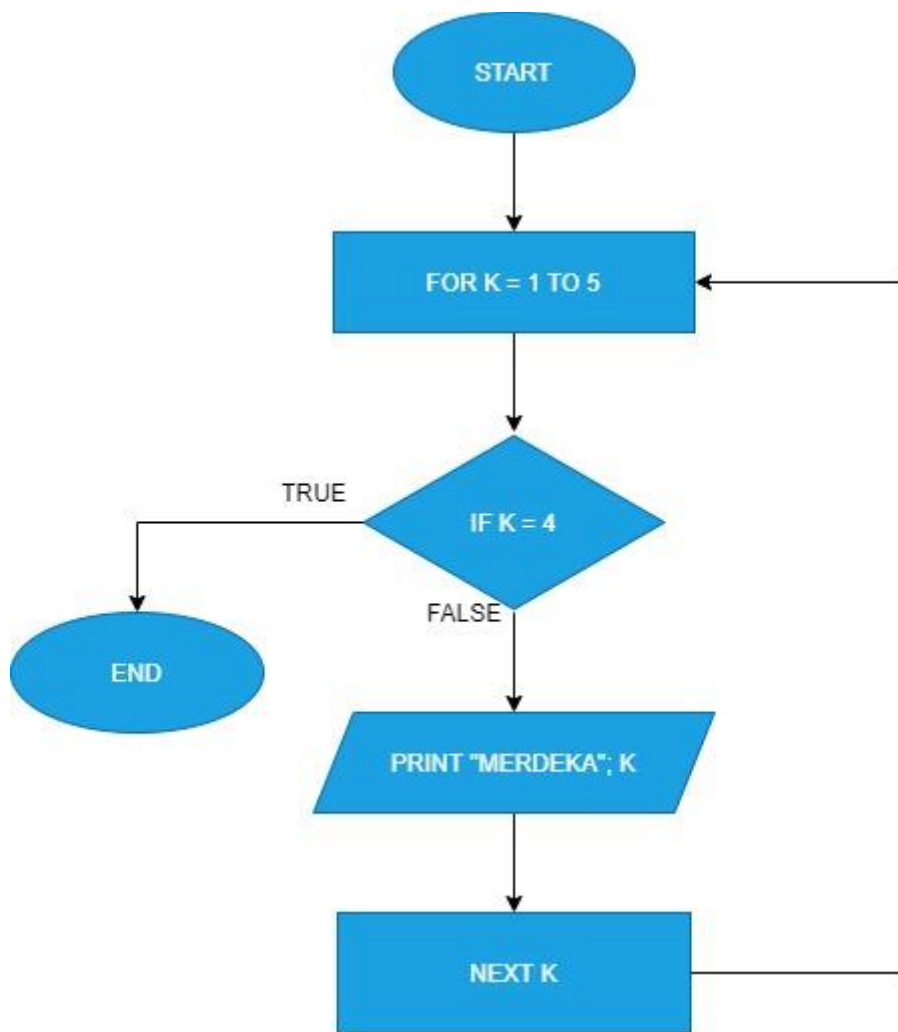 START
FOR K = 1 TO 5
TRUE
IF K = 4
FALSE
END
PRINT "MERDEKA"; K
NEXT K